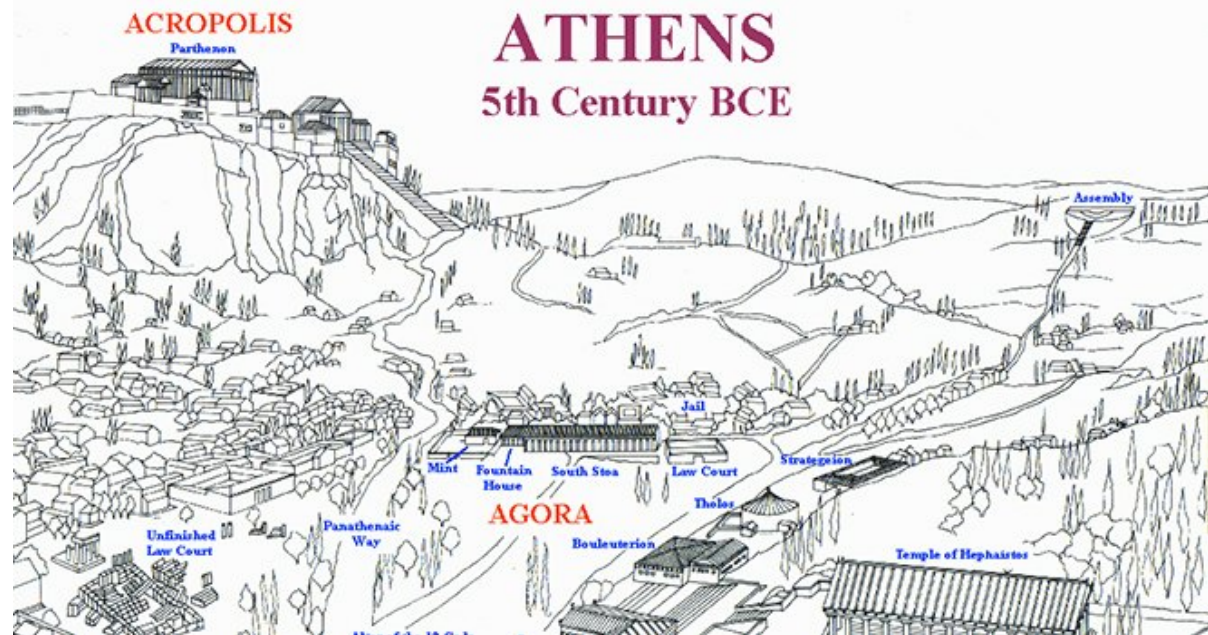 ACROPOLIS
Parthenon
ATHENS
5th Century BCE
Assembly
Jail
Mint
Fountain
House
South Stoa
Law Court
Strategeion
Tholos
AGORA
Unfinished
Law Court
Panathenaic
Way
Bouleuterion
Temple of Hephaistos